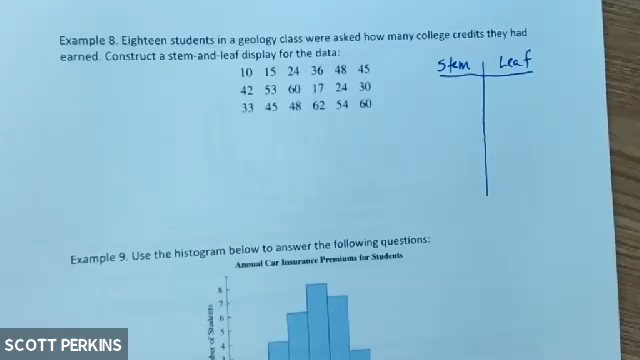 Example 8. Eighteen students in a geology class were asked how many college credits they had
earned. Construct a stem-and-leaf display for the data:
10 15 24 36 48 45
42 53 60 17 24 30
33 45 48 62 54 60
Stem Leaf
Example 9. Use the histogram below to answer the following questions:
Annual Car Insurance Premiums for Students
8
7
6
5
4
of Students
SCOTT PERKINS